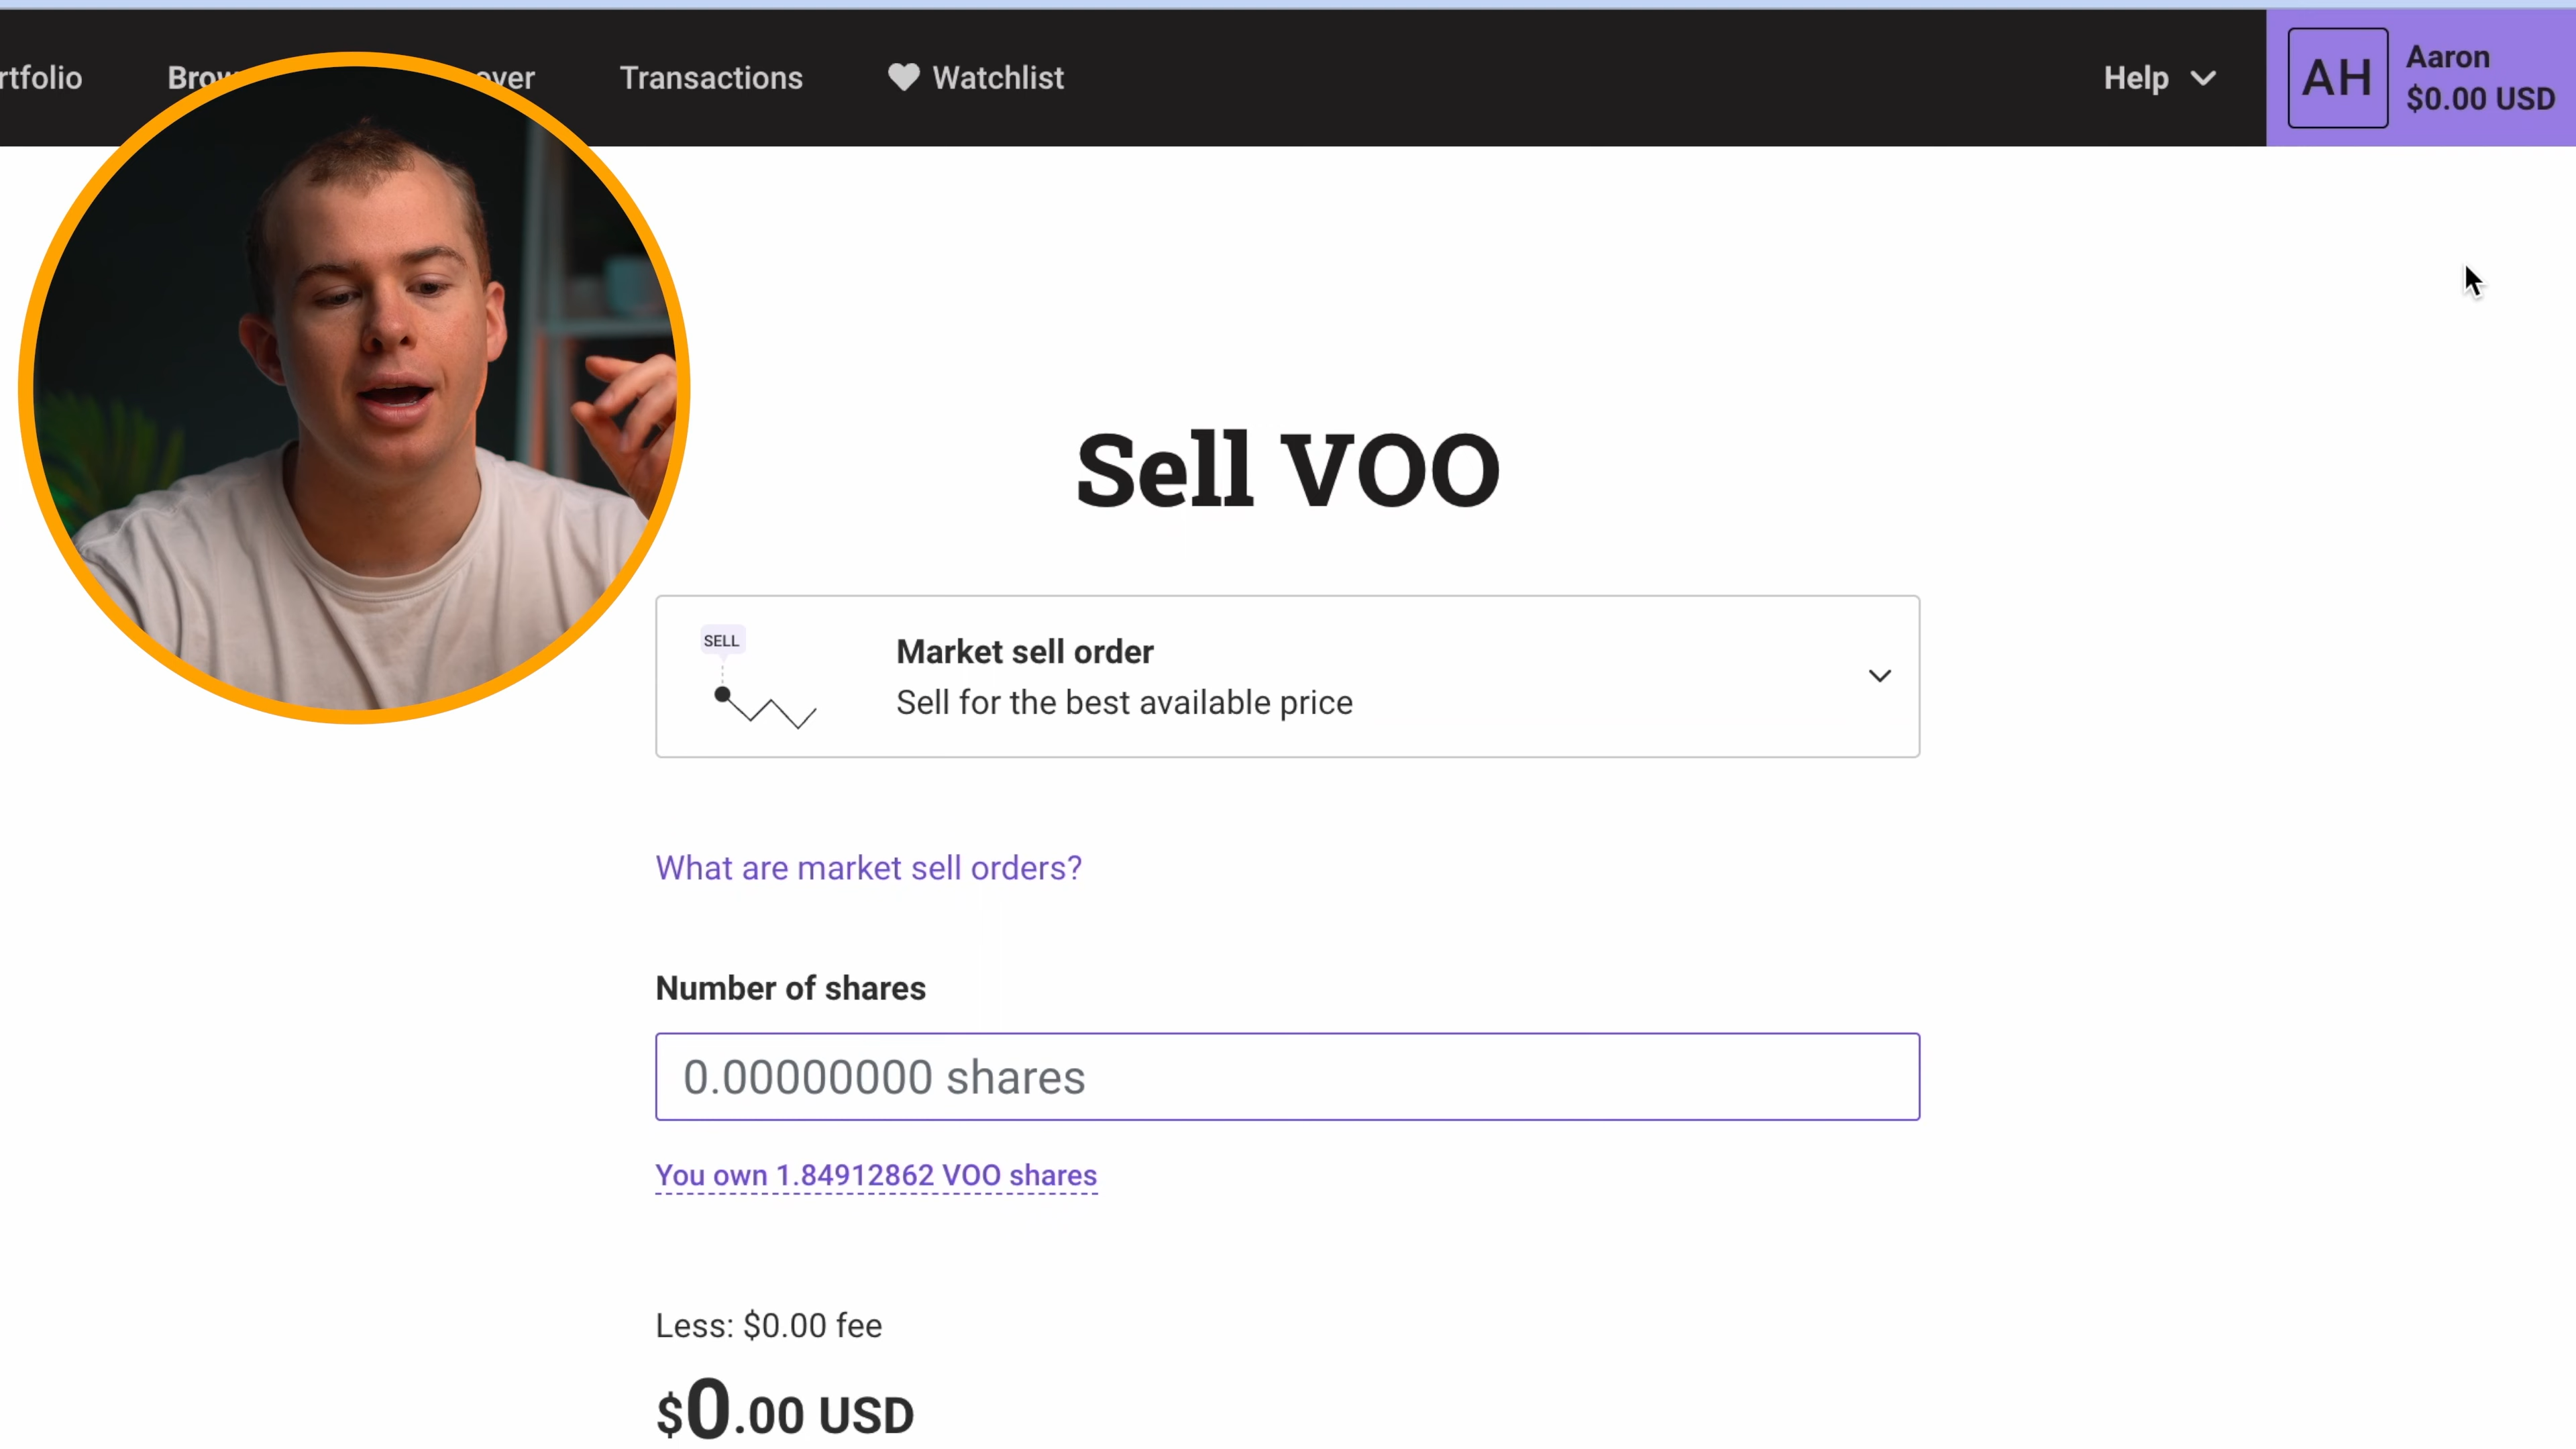 rtfolio
Transactions
Watchlist
Help
AH
Aaron
$0.00 USD
Sell VOO
SELL
Market sell order
Sell for the best available price
What are market sell orders?
Number of shares
0.00000000 shares
You own 1.84912862 VOO shares
Less: $0.00 fee
$0.00 USD